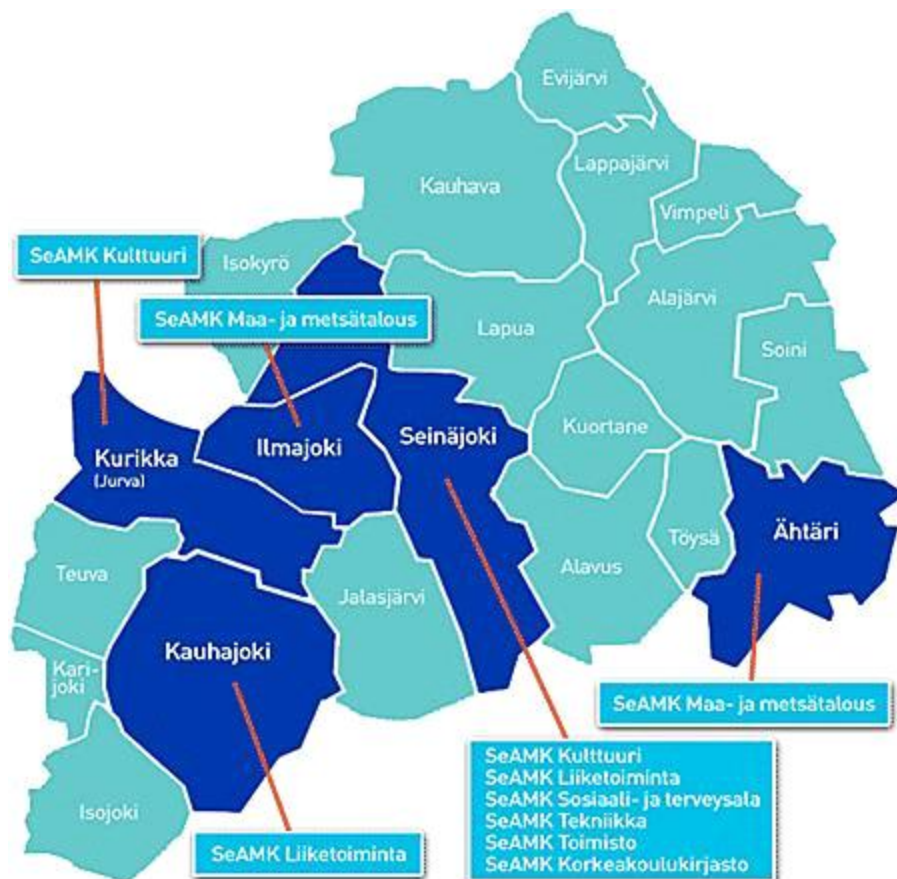 Evijärvi
Lappajärvi
Kauhava
Vimpeli
SeAMK Kulttuuri
Isokyrö
SeAMK Maa- ja metsätalous
Lapua
Alajärvi
Soini
Kuortane
Seinäjoki
Ilmajoki
Kurikka
(Jurva)
Ähtäri
Töysä
Alavus
Teuva
Jalasjärvi
Kauhajoki
Kari-
joki
SeAMK Maa- ja metsätalous
Isojoki
SeAMK Liiketoiminta
SeAMK Kulttuuri
SeAMK Liiketoiminta
SeAMK Sosiaali- ja terveysala
SeAMK Tekniikka
SeAMK Toimisto
SeAMK Korkeakoulukirjasto